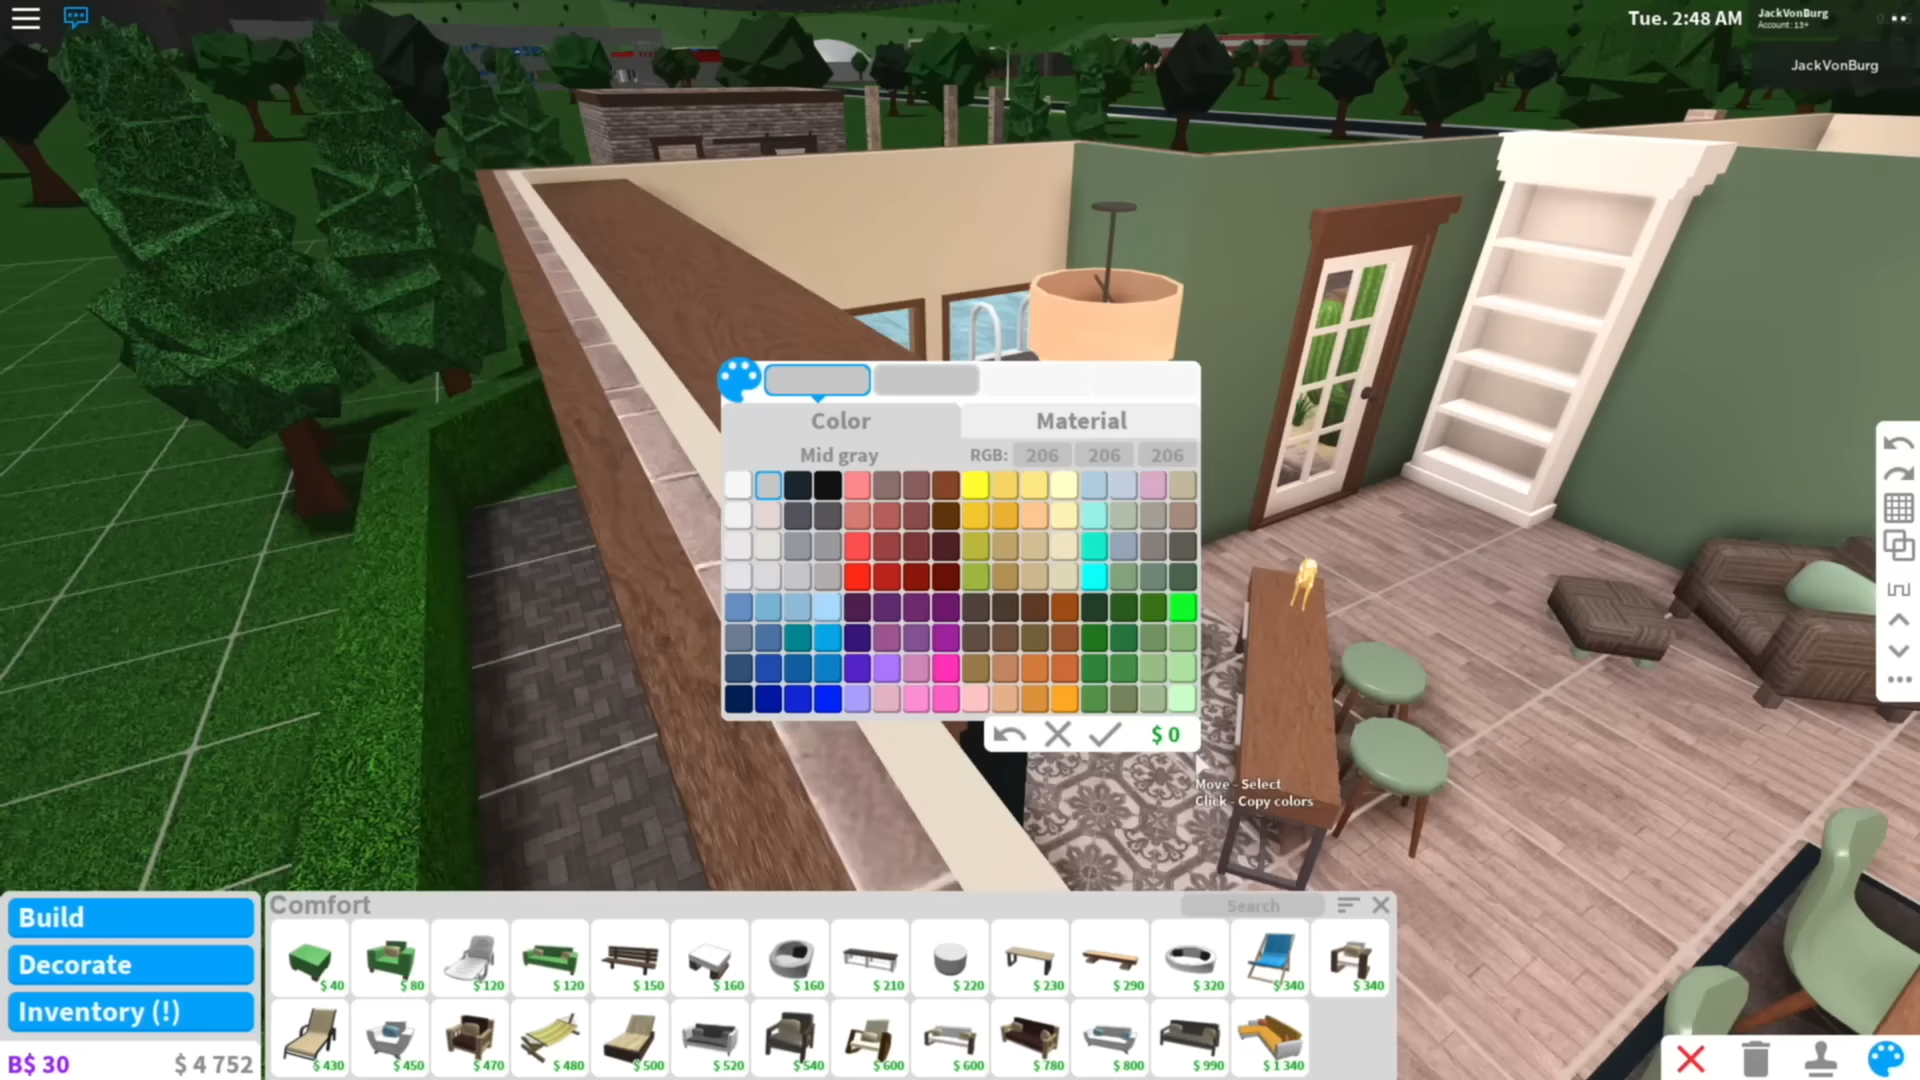 Tue. 2:48 AM
JackVonBurg
Account: 13+
JackVonBurg
Color
Material
Mid gray
RGB: 206 206 206
$ 0
Move - Select
Click - Copy colors
Build
Decorate
Inventory (!)
B$ 30
$ 4 752
Comfort
Search
$ 40
$ 80
$ 120
$ 120
$ 150
$ 160
$ 160
$ 210
$ 220
$ 230
$ 290
$ 320
$ 340
$ 340
$ 430
$ 450
$ 470
$ 480
$ 500
$ 520
$ 540
$ 600
$ 600
$ 780
$ 800
$ 990
$ 1 340